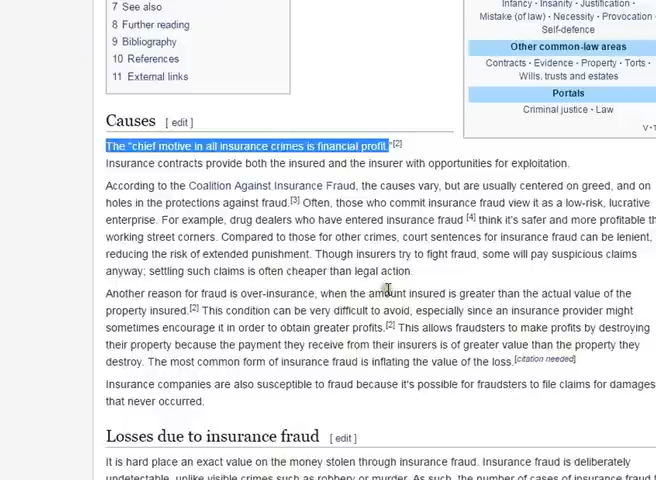 7 See also
8 Further reading
9 Bibliography
10 References
11 External links
Infancy · Insanity · Justification ·
Mistake (of law) · Necessity · Provocation ·
Self-defence
Other common-law areas
Contracts · Evidence · Property · Torts ·
Wills, trusts and estates
Portals
Criminal justice · Law
V · T
Causes [ edit ]
The "chief motive in all insurance crimes is financial profit."[2]
Insurance contracts provide both the insured and the insurer with opportunities for exploitation.
According to the Coalition Against Insurance Fraud, the causes vary, but are usually centered on greed, and on
holes in the protections against fraud.[3] Often, those who commit insurance fraud view it as a low-risk, lucrative
enterprise. For example, drug dealers who have entered insurance fraud [4] think it's safer and more profitable th
working street corners. Compared to those for other crimes, court sentences for insurance fraud can be lenient,
reducing the risk of extended punishment. Though insurers try to fight fraud, some will pay suspicious claims
anyway; settling such claims is often cheaper than legal action.
Another reason for fraud is over-insurance, when the amount insured is greater than the actual value of the
property insured.[2] This condition can be very difficult to avoid, especially since an insurance provider might
sometimes encourage it in order to obtain greater profits.[2] This allows fraudsters to make profits by destroying
their property because the payment they receive from their insurers is of greater value than the property they
destroy. The most common form of insurance fraud is inflating the value of the loss.[citation needed]
Insurance companies are also susceptible to fraud because it's possible for fraudsters to file claims for damages
that never occurred.
Losses due to insurance fraud [ edit ]
It is hard place an exact value on the money stolen through insurance fraud. Insurance fraud is deliberately
undetectable, unlike visible crimes such as robbery or murder. As such, the number of cases of insurance fraud t